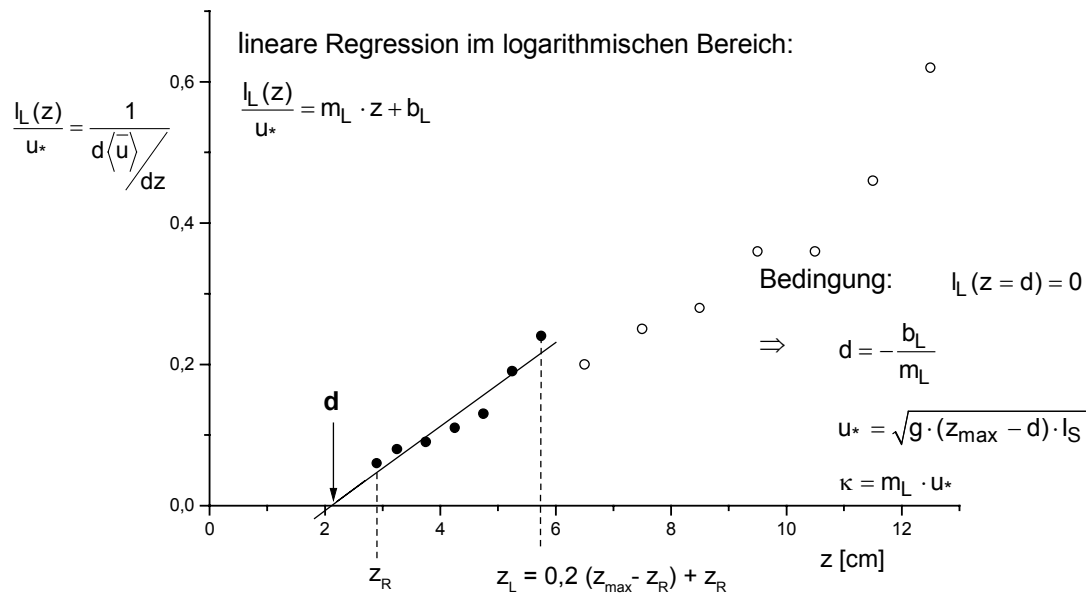 lineare Regression im logarithmischen Bereich:
l_L(z)/u* = 1/(d⟨u̅⟩/dz)
l_L(z)/u* = m_L · z + b_L
0,6
0,4
0,2
0,0
Bedingung: l_L(z = d) = 0
⇒ d = −b_L/m_L
u* = √(g·(z_max − d)·I_S)
κ = m_L · u*
d
0 2 4 6 8 10 12
z [cm]
z_R
z_L = 0,2 (z_max- z_R) + z_R